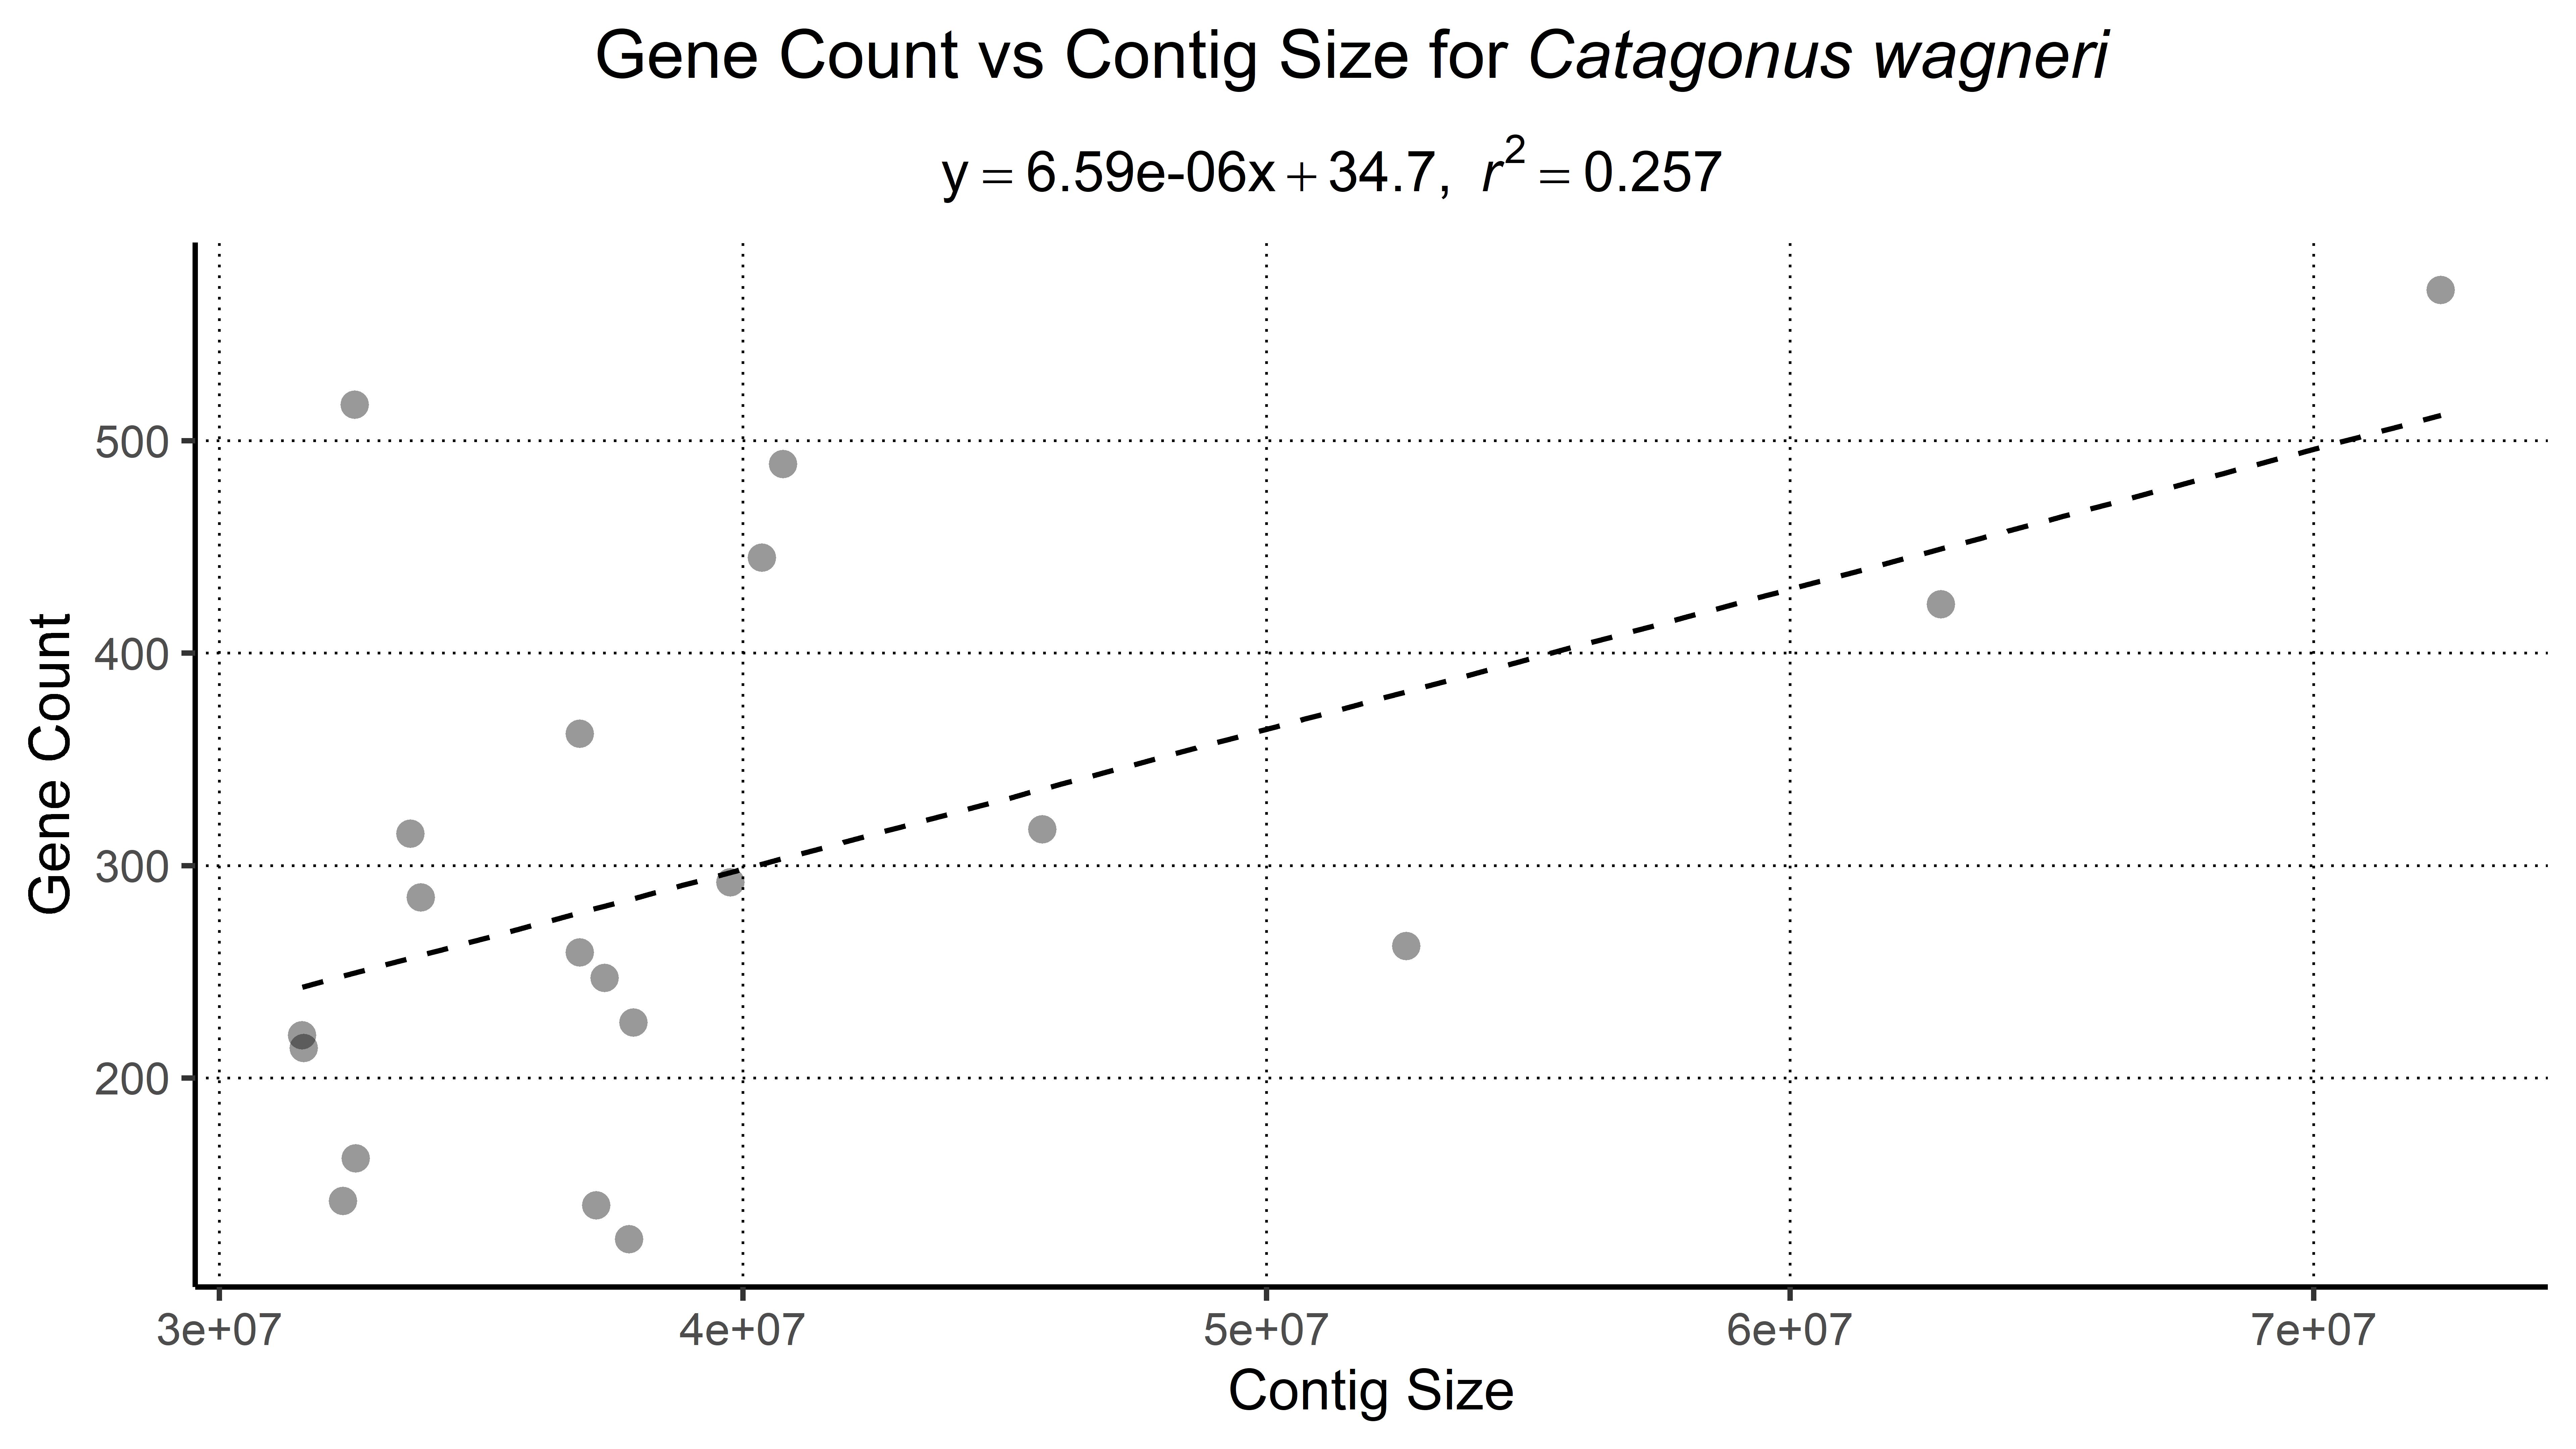 Gene Count vs Contig Size for Catagonus wagneri
y = 6.59e-06x + 34.7, r² = 0.257
Gene Count
500
400
300
200
3e+07 4e+07 5e+07 6e+07 7e+07
Contig Size